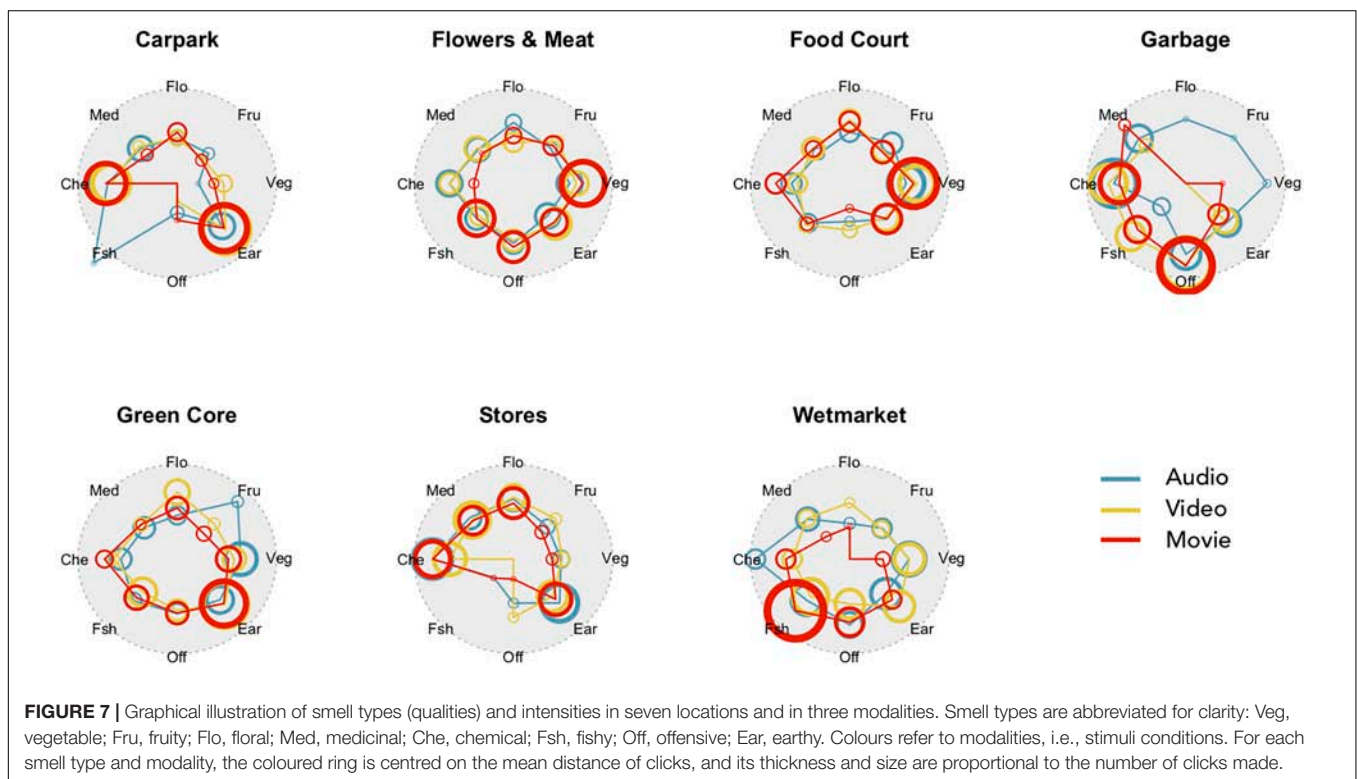 Carpark
Flowers & Meat
Food Court
Garbage
Flo
Flo
Flo
Flo
Med
Fru
Med
Fru
Med
Fru
Med
Fru
Che
Veg
Che
Veg
Che
Veg
Che
Veg
Fsh
Ear
Fsh
Ear
Fsh
Ear
Fsh
Ear
Off
Off
Off
Off
Green Core
Stores
Wetmarket
Flo
Flo
Flo
Med
Fru
Med
Fru
Med
Fru
Audio
Video
Movie
Che
Veg
Che
Veg
Che
Veg
Fsh
Ear
Fsh
Ear
Fsh
Ear
Off
Off
Off
FIGURE 7 | Graphical illustration of smell types (qualities) and intensities in seven locations and in three modalities. Smell types are abbreviated for clarity: Veg,
vegetable; Fru, fruity; Flo, floral; Med, medicinal; Che, chemical; Fsh, fishy; Off, offensive; Ear, earthy. Colours refer to modalities, i.e., stimuli conditions. For each
smell type and modality, the coloured ring is centred on the mean distance of clicks, and its thickness and size are proportional to the number of clicks made.